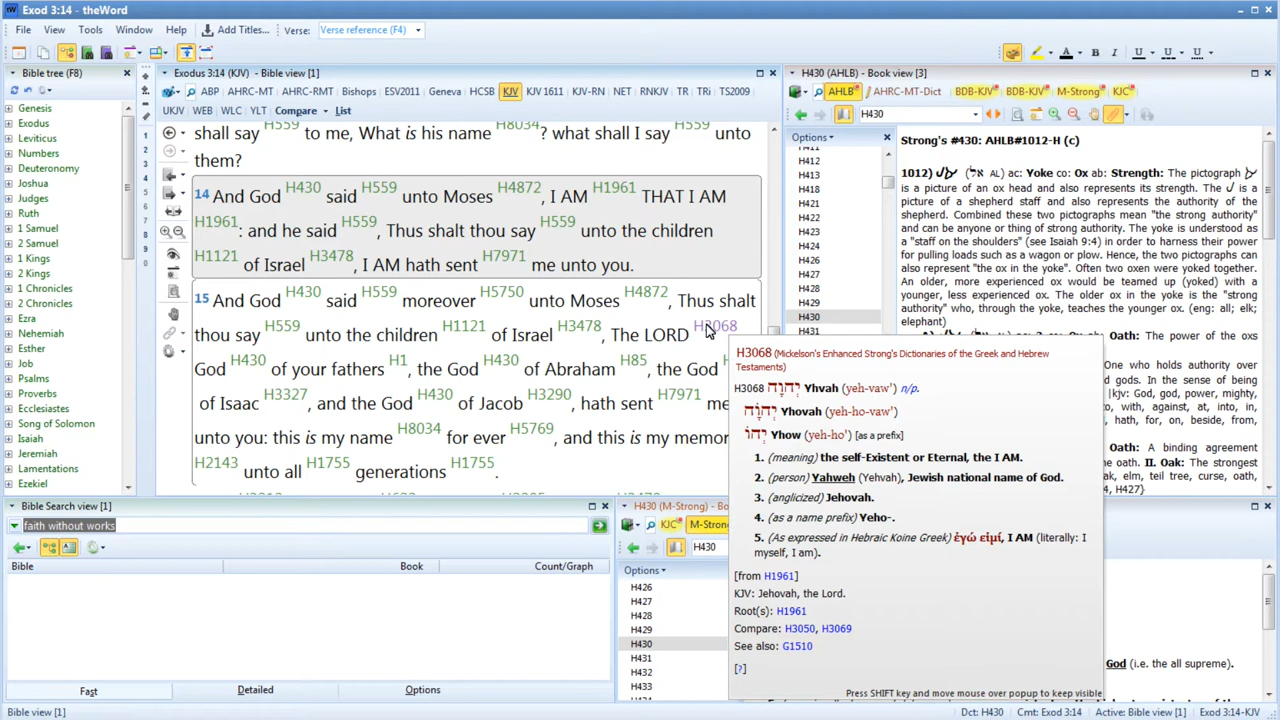 Exod 3:14 - theWord
File View Tools Window Help Add Titles... Verse: Verse reference (F4)
Bible tree (F8)
Genesis
Exodus
Leviticus
Numbers
Deuteronomy
Joshua
Judges
Ruth
1 Samuel
2 Samuel
1 Kings
2 Kings
1 Chronicles
2 Chronicles
Ezra
Nehemiah
Esther
Job
Psalms
Proverbs
Ecclesiastes
Song of Solomon
Isaiah
Jeremiah
Lamentations
Ezekiel
Exodus 3:14 (KJV) - Bible view [1]
ABP AHRC-MT AHRC-RMT Bishops ESV2011 Geneva HCSB KJV KJV 1611 KJV-RN NET RNKJV TR TRi TS2009
UKJV WEB WLC YLT Compare List
1
2
3
4
5
6
7
8
9
0
shall say H559 to me, What is his name H8034 ? what shall I say H559 unto
them?
14 And God H430 said H559 unto Moses H4872 , I AM H1961 THAT I AM
H1961 : and he said H559 , Thus shalt thou say H559 unto the children
H1121 of Israel H3478 , I AM hath sent H7971 me unto you.
15 And God H430 said H559 moreover H5750 unto Moses H4872 , Thus shalt
thou say H559 unto the children H1121 of Israel H3478 , The LORD H3068
God H430 of your fathers H1 , the God H430 of Abraham H85 , the God
of Isaac H3327 , and the God H430 of Jacob H3290 , hath sent H7971 me
unto you: this is my name H8034 for ever H5769 , and this is my memor
H2143 unto all H1755 generations H1755 .
H430 (AHLB) - Book view [3]
AHLB AHRC-MT-Dict BDB-KJV BDB-KJV M-Strong KJC
H430
Options
H411
H412
H413
H418
H421
H422
H423
H424
H426
H427
H428
H429
H430
H431
Strong's #430: AHLB#1012-H (c)
(אל AL) ac: Yoke co: Ox ab: Strength: The pictograph
is a picture of an ox head and also represents its strength. The is a
picture of a shepherd staff and also represents the authority of the
shepherd. Combined these two pictographs mean "the strong authority"
and can be anyone or thing of strong authority. The yoke is understood as
a "staff on the shoulders" (see Isaiah 9:4) in order to harness their power
for pulling loads such as a wagon or plow. Hence, the two pictographs can
also represent "the ox in the yoke". Often two oxen were yoked together.
An older, more experienced ox would be teamed up (yoked) with a
younger, less experienced ox. The older ox in the yoke is the "strong
authority" who, through the yoke, teaches the younger ox. (eng: all; elk;
elephant)
Oath: The power of the oxs
One who holds authority over
gods. In the sense of being
|kjv: God, god, power, mighty,
to, with, against, at, into, in,
about, according, for, on, beside, from,
Oath: A binding agreement
oath. II. Oak: The strongest
oak, elm, teil tree, curse, oath,
H427}
H3068 (Mickelson's Enhanced Strong's Dictionaries of the Greek and Hebrew
Testaments)
H3068 יְהוָה Yhvah (yeh-vaw') n/p.
יְהוָֹה Yhovah (yeh-ho-vaw')
יְהוֹ Yhow (yeh-ho') [as a prefix]
1. (meaning) the self-Existent or Eternal, the I AM.
2. (person) Yahweh (Yehvah), Jewish national name of God.
3. (anglicized) Jehovah.
4. (as a name prefix) Yeho-.
5. (As expressed in Hebraic Koine Greek) ἐγώ εἰμί, I AM (literally: I
myself, I am).
[from H1961]
KJV: Jehovah, the Lord.
Root(s): H1961
Compare: H3050, H3069
See also: G1510
[?]
Press SHIFT key and move mouse over popup to keep visible
Bible Search view [1]
faith without works
Bible Book Count/Graph
Fast Detailed Options
H430 (M-Strong)
KJC M-Strong
H430
Options
H426
H427
H428
H429
H430
H431
H432
H433
God (i.e. the all supreme).
Bible view [1] Dct: H430 Cmt: Exod 3:14 Active: Bible view [1] Exod 3:14-KJV